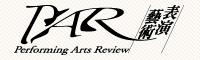 PAR
表演
藝術
Performing Arts Review